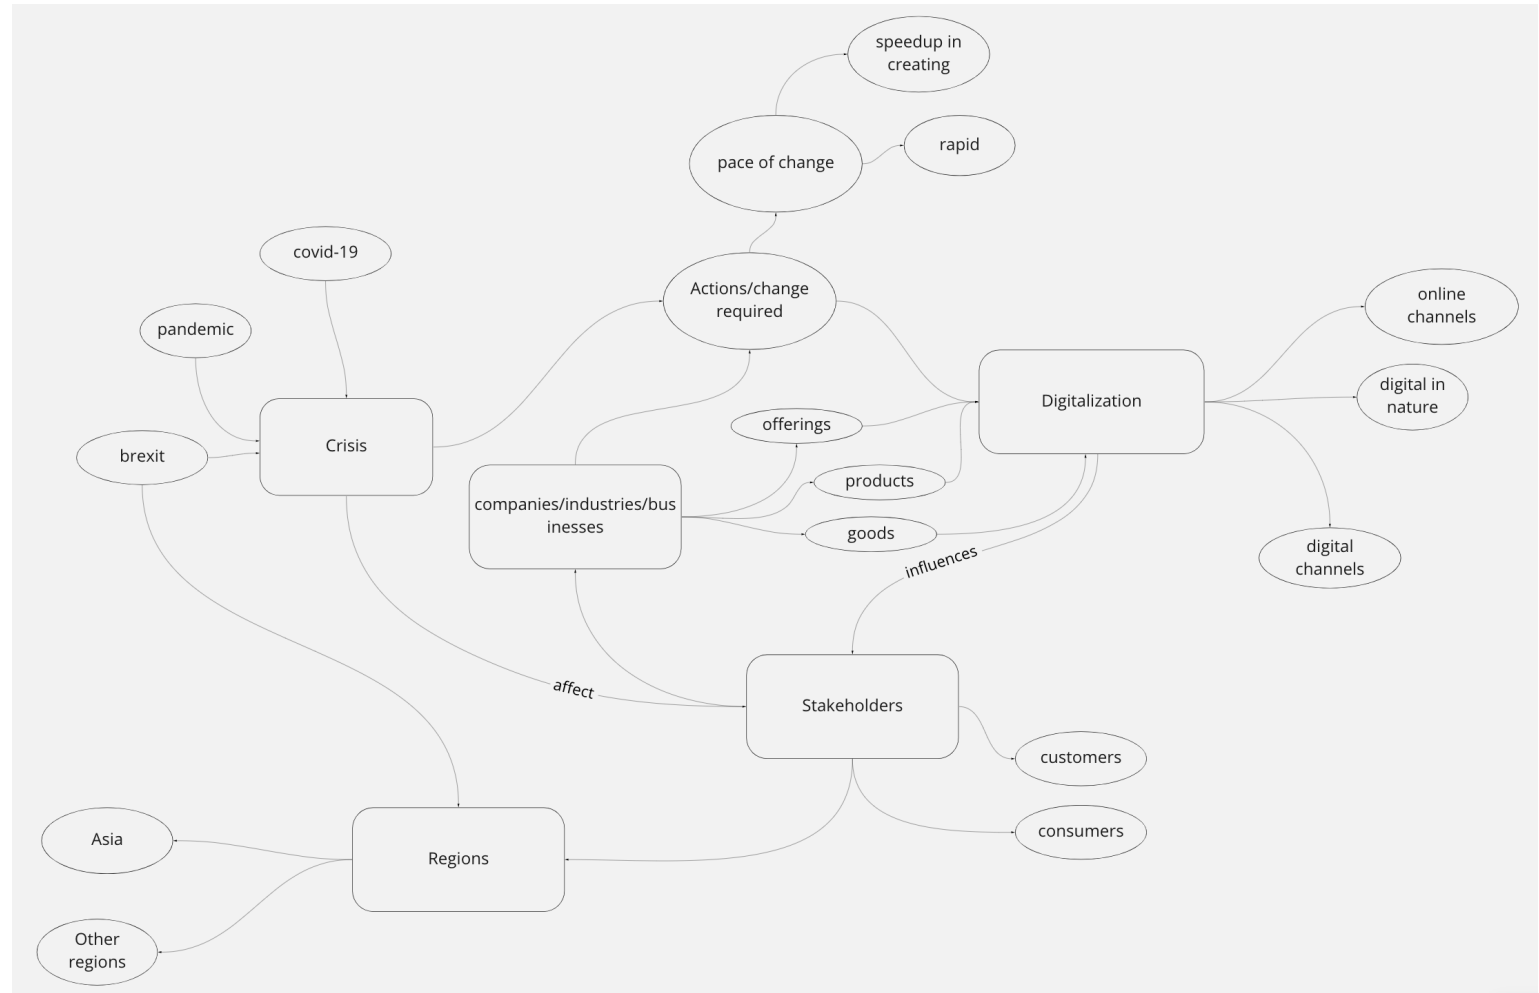 speedup in
creating
pace of change
rapid
covid-19
Actions/change
required
pandemic
online
channels
Crisis
brexit
Digitalization
digital in
nature
offerings
products
companies/industries/bus
inesses
goods
influences
digital
channels
affect
Stakeholders
customers
consumers
Asia
Regions
Other
regions